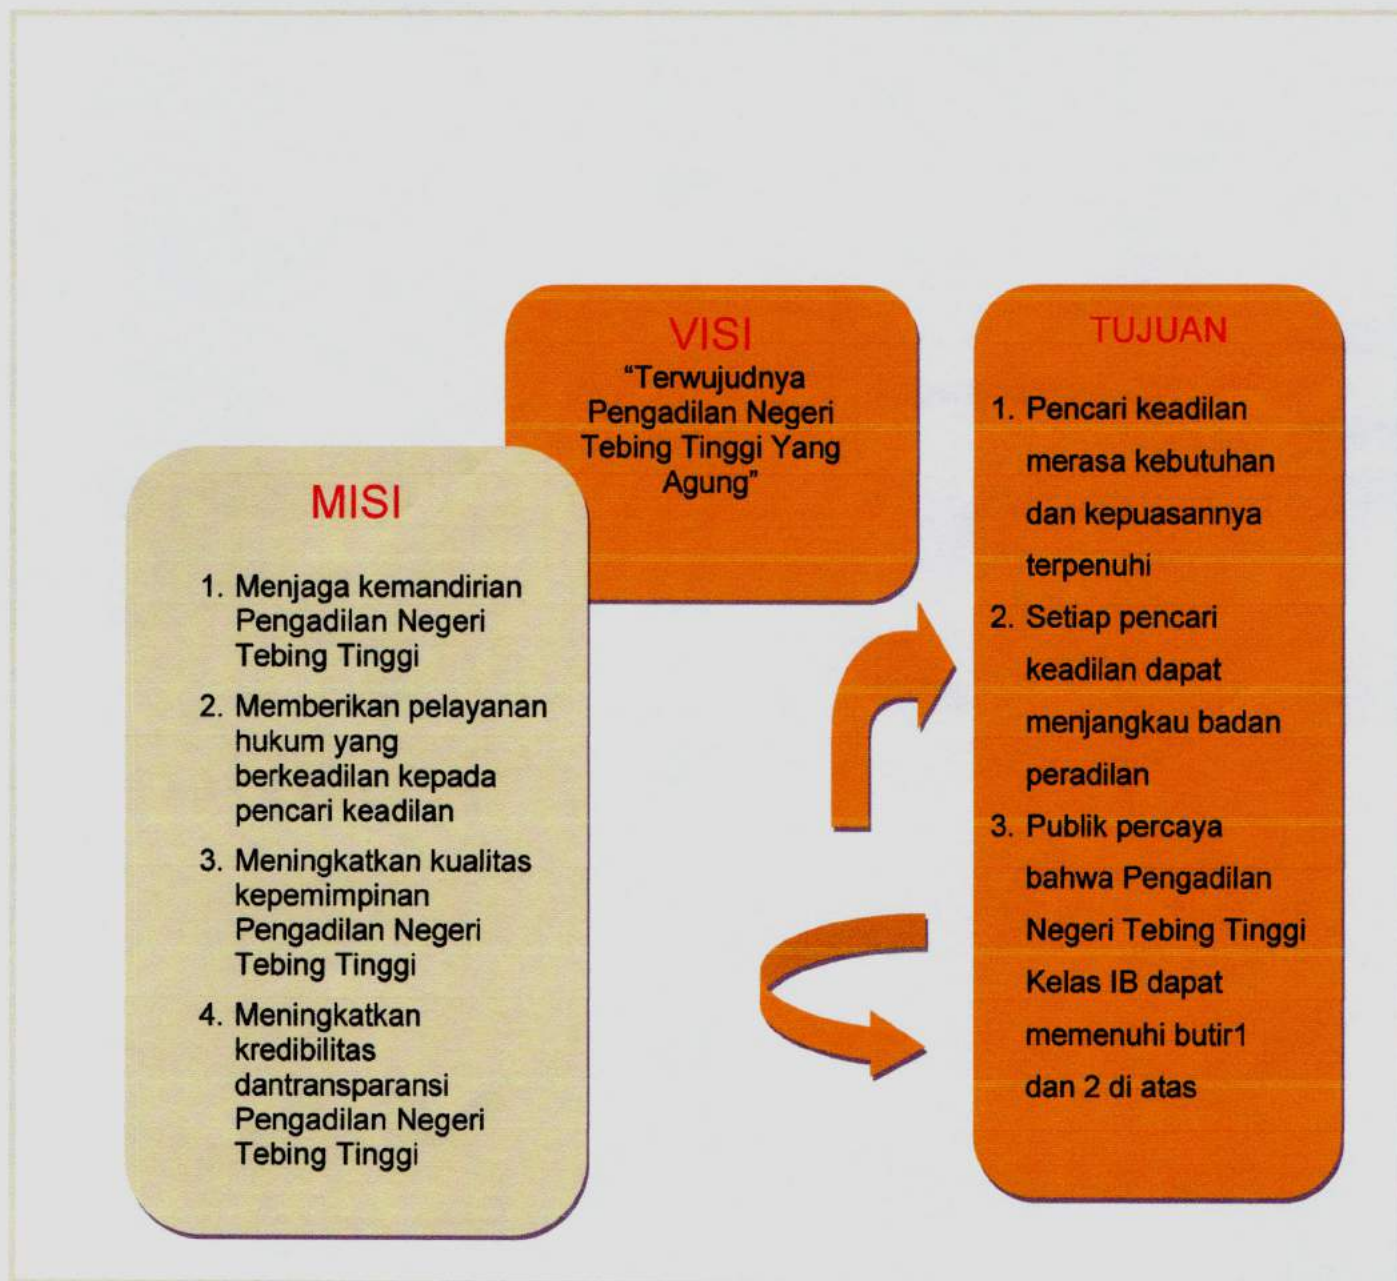 VISI
“Terwujudnya
Pengadilan Negeri
Tebing Tinggi Yang
Agung”
MISI
1. Menjaga kemandirian
Pengadilan Negeri
Tebing Tinggi
2. Memberikan pelayanan
hukum yang
berkeadilan kepada
pencari keadilan
3. Meningkatkan kualitas
kepemimpinan
Pengadilan Negeri
Tebing Tinggi
4. Meningkatkan
kredibilitas
dantransparansi
Pengadilan Negeri
Tebing Tinggi
TUJUAN
1. Pencari keadilan
merasa kebutuhan
dan kepuasannya
terpenuhi
2. Setiap pencari
keadilan dapat
menjangkau badan
peradilan
3. Publik percaya
bahwa Pengadilan
Negeri Tebing Tinggi
Kelas IB dapat
memenuhi butir1
dan 2 di atas